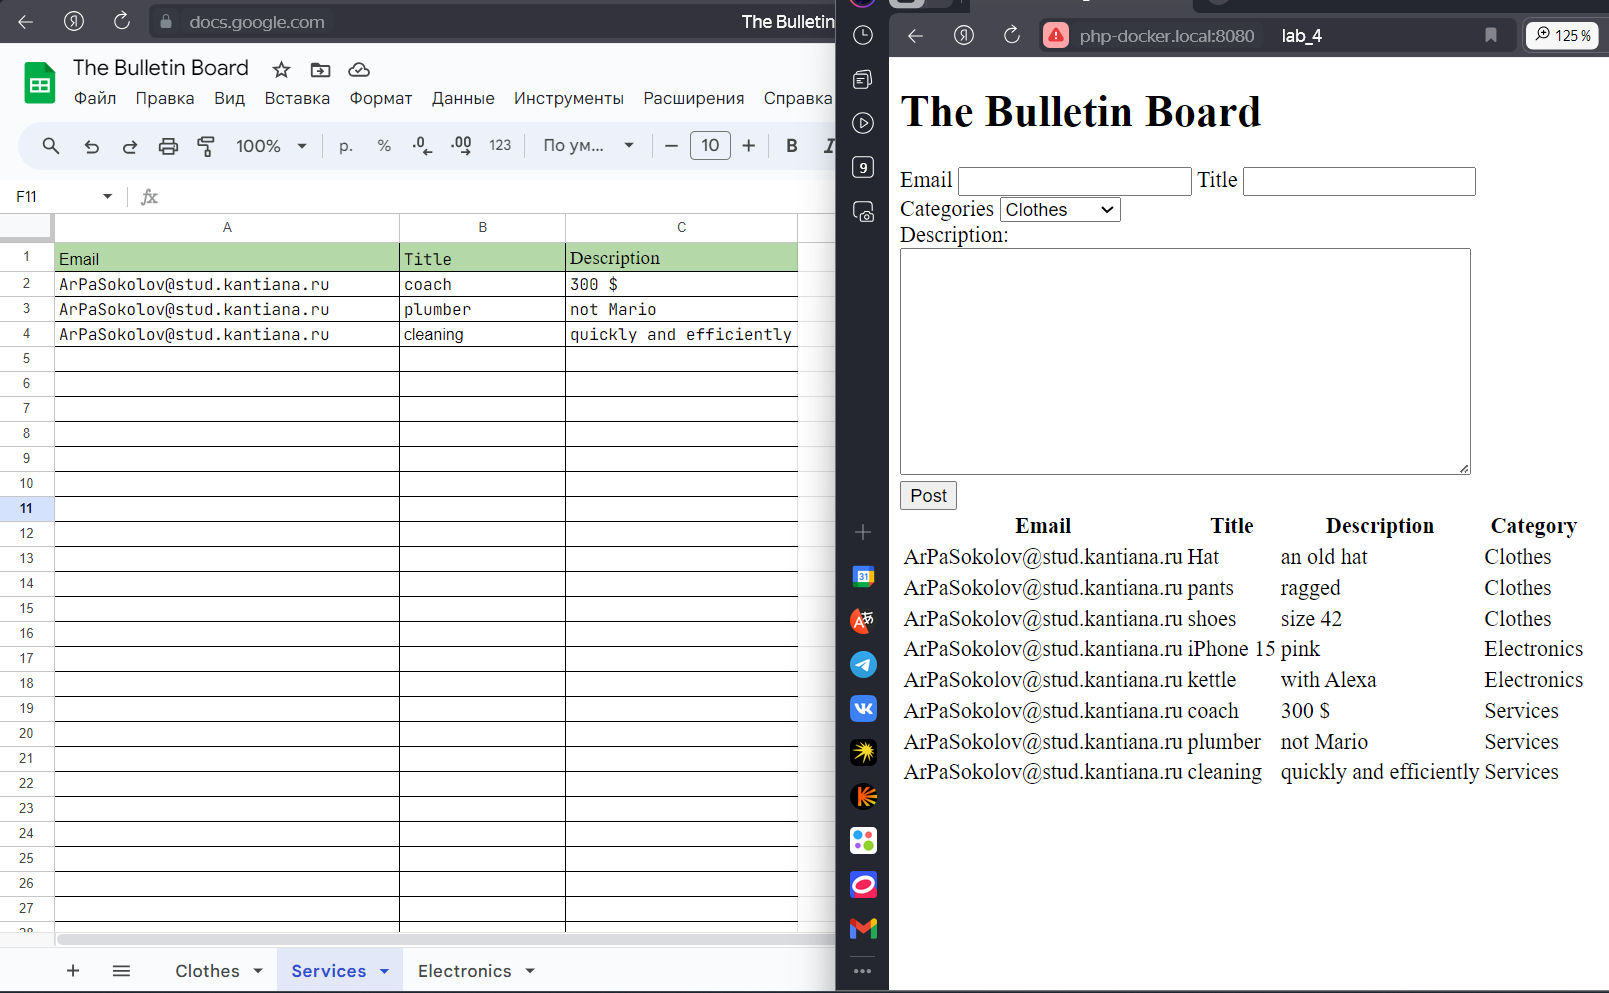 docs.google.com
The Bulletin
The Bulletin Board
Файл Правка Вид Вставка Формат Данные Инструменты Расширения Справка
100% р. % .0 .00 123 По ум... 10 B I
F11 fx
A B C
1 Email Title Description
2 ArPaSokolov@stud.kantiana.ru coach 300 $
3 ArPaSokolov@stud.kantiana.ru plumber not Mario
4 ArPaSokolov@stud.kantiana.ru cleaning quickly and efficiently
5
6
7
8
9
10
11
12
13
14
15
16
17
18
19
20
21
22
23
24
25
26
27
28
Clothes Services Electronics
9
31
php-docker.local:8080 lab_4 125 %
The Bulletin Board
Email Title
Categories Clothes
Description:
Post
Email Title Description Category
ArPaSokolov@stud.kantiana.ru Hat an old hat Clothes
ArPaSokolov@stud.kantiana.ru pants ragged Clothes
ArPaSokolov@stud.kantiana.ru shoes size 42 Clothes
ArPaSokolov@stud.kantiana.ru iPhone 15 pink Electronics
ArPaSokolov@stud.kantiana.ru kettle with Alexa Electronics
ArPaSokolov@stud.kantiana.ru coach 300 $ Services
ArPaSokolov@stud.kantiana.ru plumber not Mario Services
ArPaSokolov@stud.kantiana.ru cleaning quickly and efficiently Services